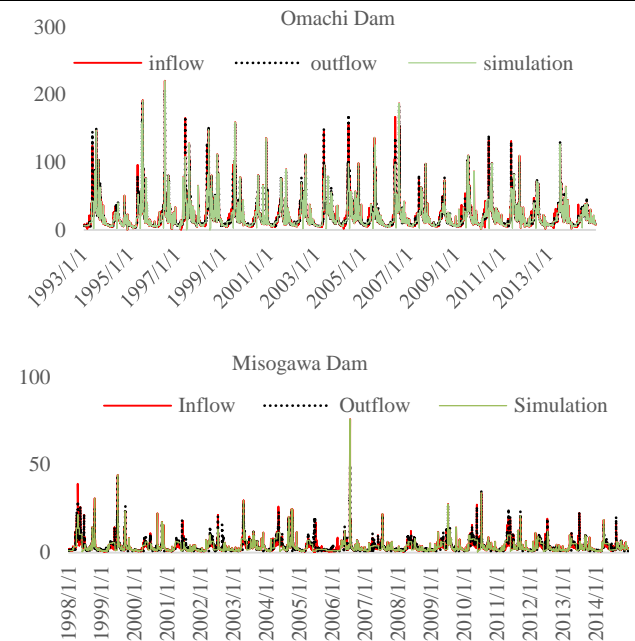 Omachi Dam
300
inflow outflow simulation
200
100
0
1993/1/1 1995/1/1 1997/1/1 1999/1/1 2001/1/1 2003/1/1 2005/1/1 2007/1/1 2009/1/1 2011/1/1 2013/1/1
Misogawa Dam
100
Inflow Outflow Simulation
50
0
1998/1/1 1999/1/1 2000/1/1 2001/1/1 2002/1/1 2003/1/1 2004/1/1 2005/1/1 2006/1/1 2007/1/1 2008/1/1 2009/1/1 2010/1/1 2011/1/1 2012/1/1 2013/1/1 2014/1/1